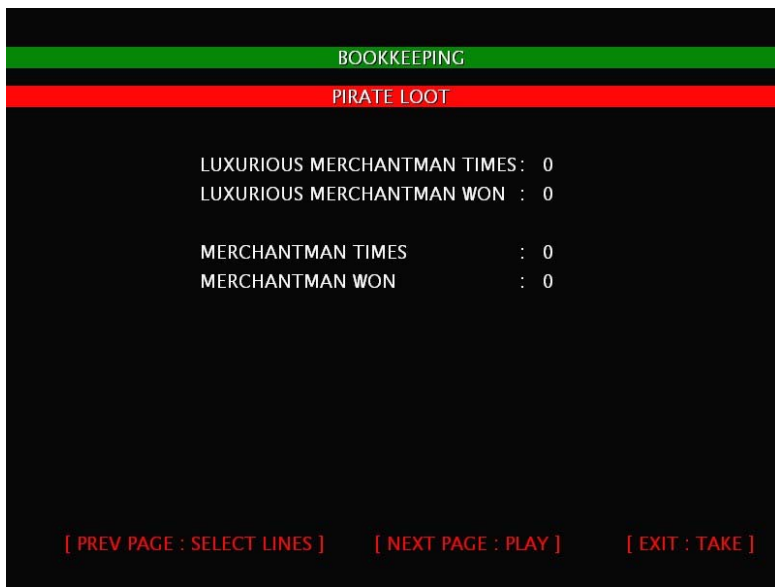 BOOKKEEPING
PIRATE LOOT
LUXURIOUS MERCHANTMAN TIMES: 0
LUXURIOUS MERCHANTMAN WON : 0
MERCHANTMAN TIMES : 0
MERCHANTMAN WON : 0
[ PREV PAGE : SELECT LINES ] [ NEXT PAGE : PLAY ] [ EXIT : TAKE ]